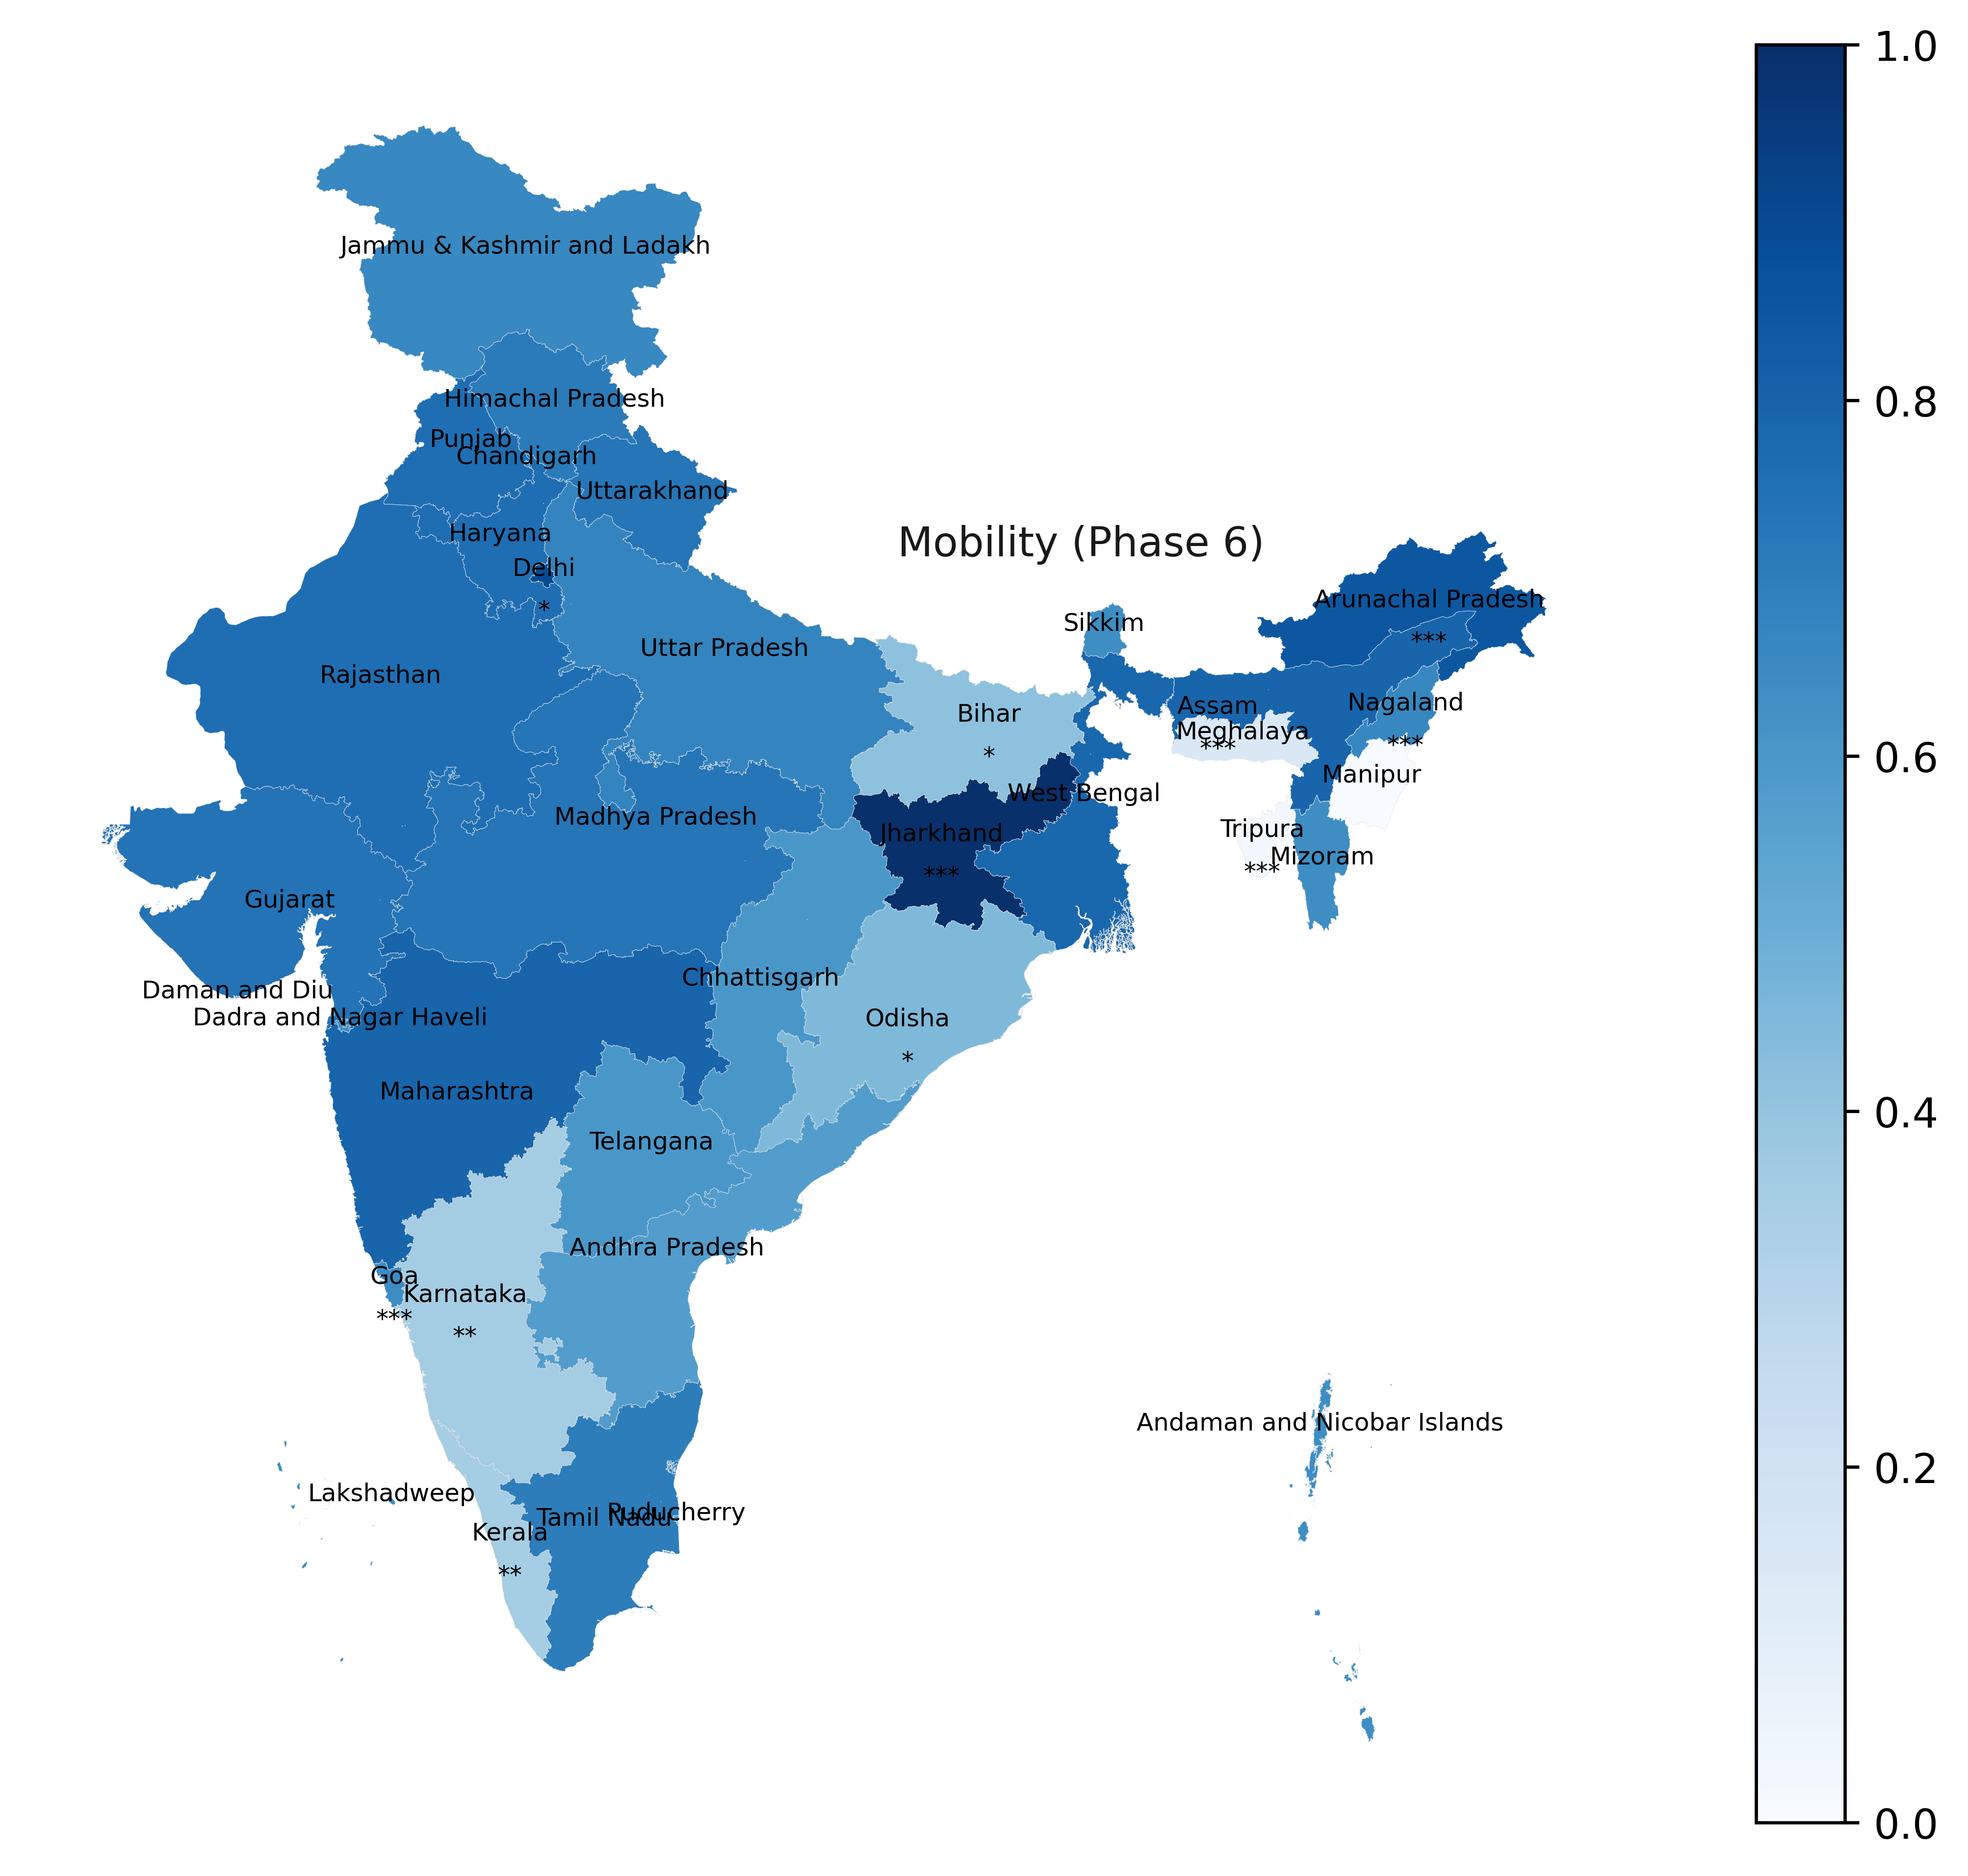 1.0
Jammu & Kashmir and Ladakh
Himachal Pradesh
0.8
Punjab
Chandigarh
Uttarakhand
Haryana
Mobility (Phase 6)
Delhi
*
Arunachal Pradesh
***
Sikkim
Uttar Pradesh
Rajasthan
Nagaland
***
Assam
***
Bihar
*
Meghalaya
0.6
Manipur
West Bengal
Madhya Pradesh
Tripura
***
Jharkhand
***
Mizoram
Gujarat
Chhattisgarh
Daman and Diu
Dadra and Nagar Haveli
Odisha
*
Maharashtra
0.4
Telangana
Andhra Pradesh
Goa
***
Karnataka
**
Andaman and Nicobar Islands
0.2
Lakshadweep
Puducherry
Tamil Nadu
Kerala
**
0.0